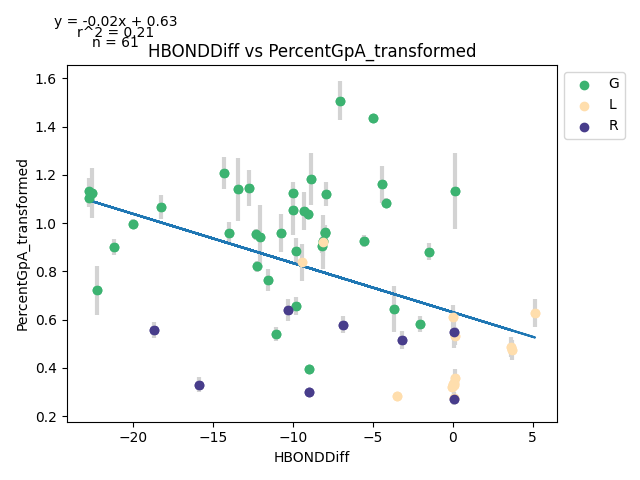 y = -0.02x + 0.63
r^2 = 0.21
n = 61
HBONDDiff vs PercentGpA_transformed
G
L
R
PercentGpA_transformed
1.6
1.4
1.2
1.0
0.8
0.6
0.4
0.2
−20
−15
−10
−5
0
5
HBONDDiff